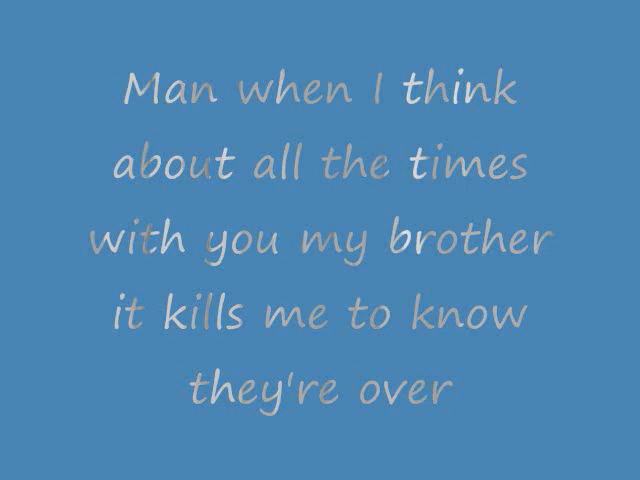 Man when I think
about all the times
with you my brother
it kills me to know
they're over